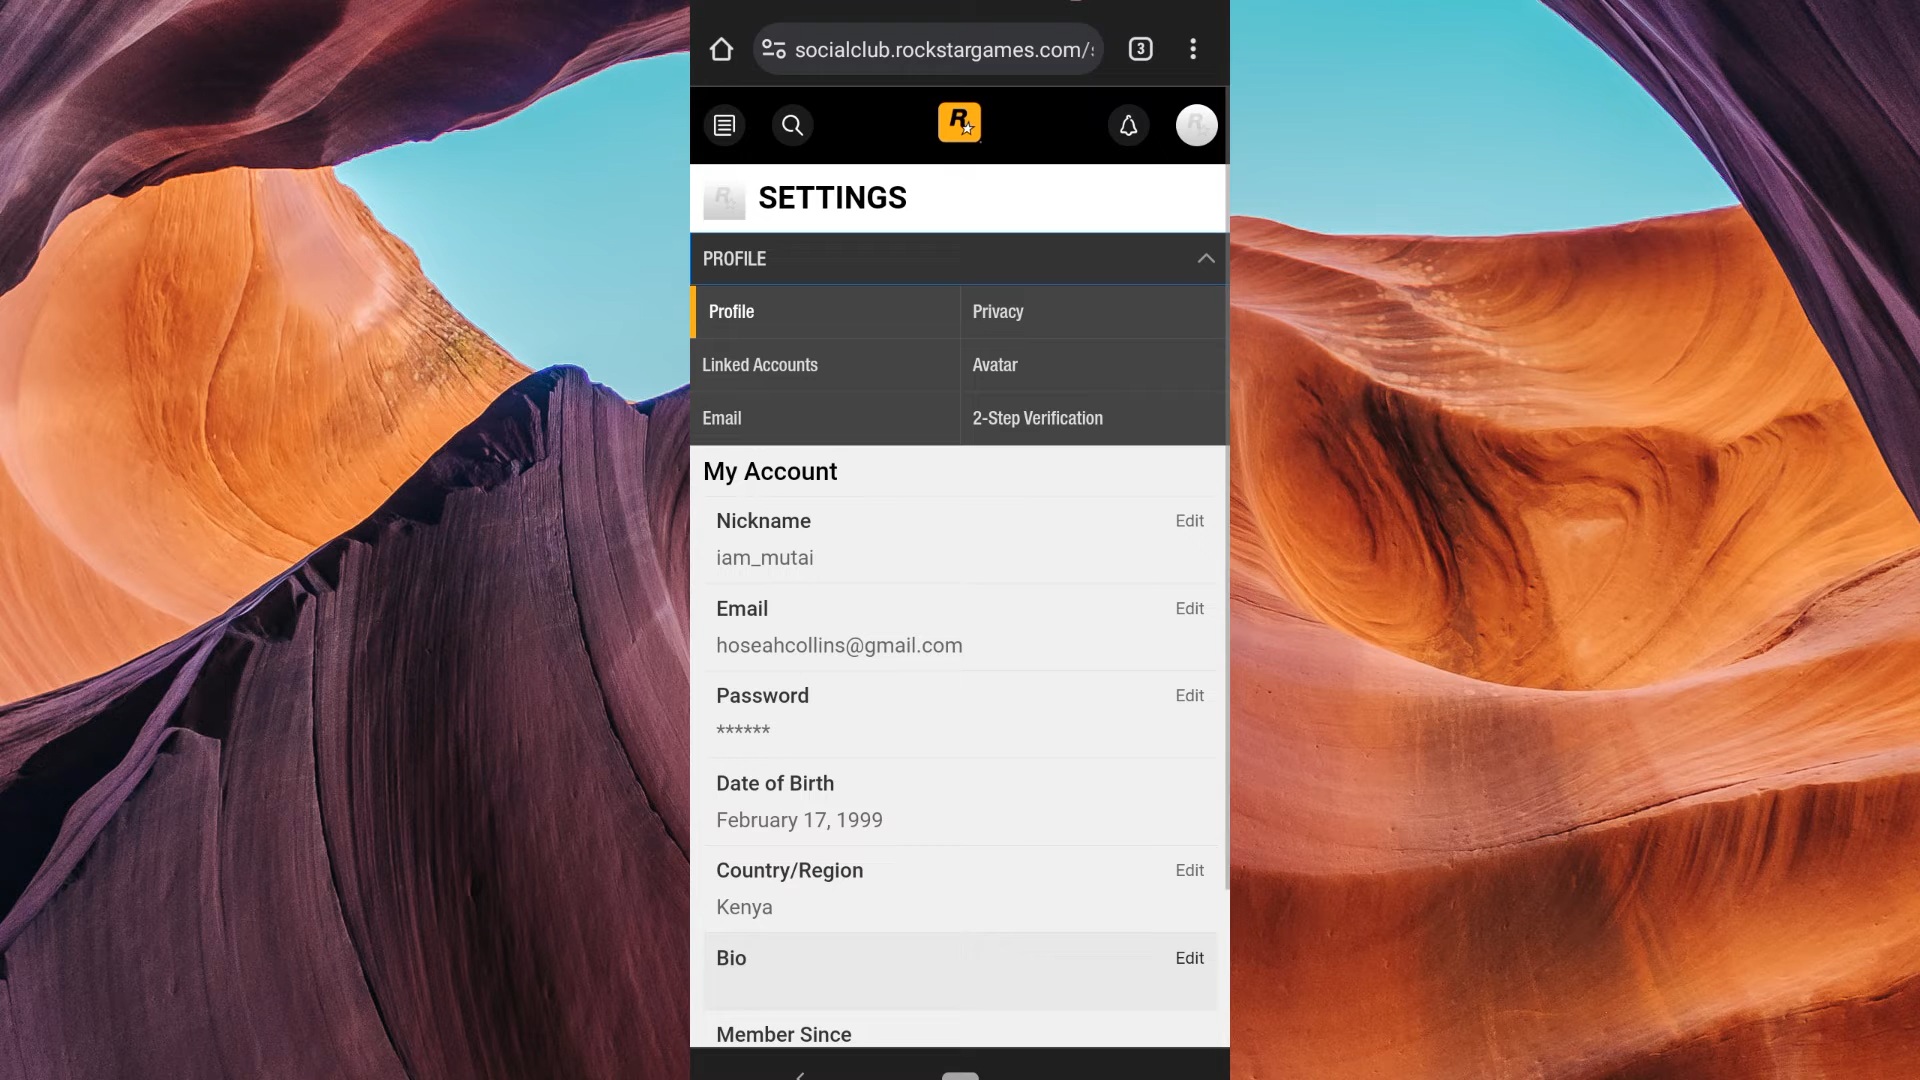 socialclub.rockstargames.com/
3
R
SETTINGS
PROFILE
Profile
Privacy
Linked Accounts
Avatar
Email
2-Step Verification
My Account
Nickname
Edit
iam_mutai
Email
Edit
hoseahcollins@gmail.com
Password
Edit
******
Date of Birth
February 17, 1999
Country/Region
Edit
Kenya
Bio
Edit
Member Since